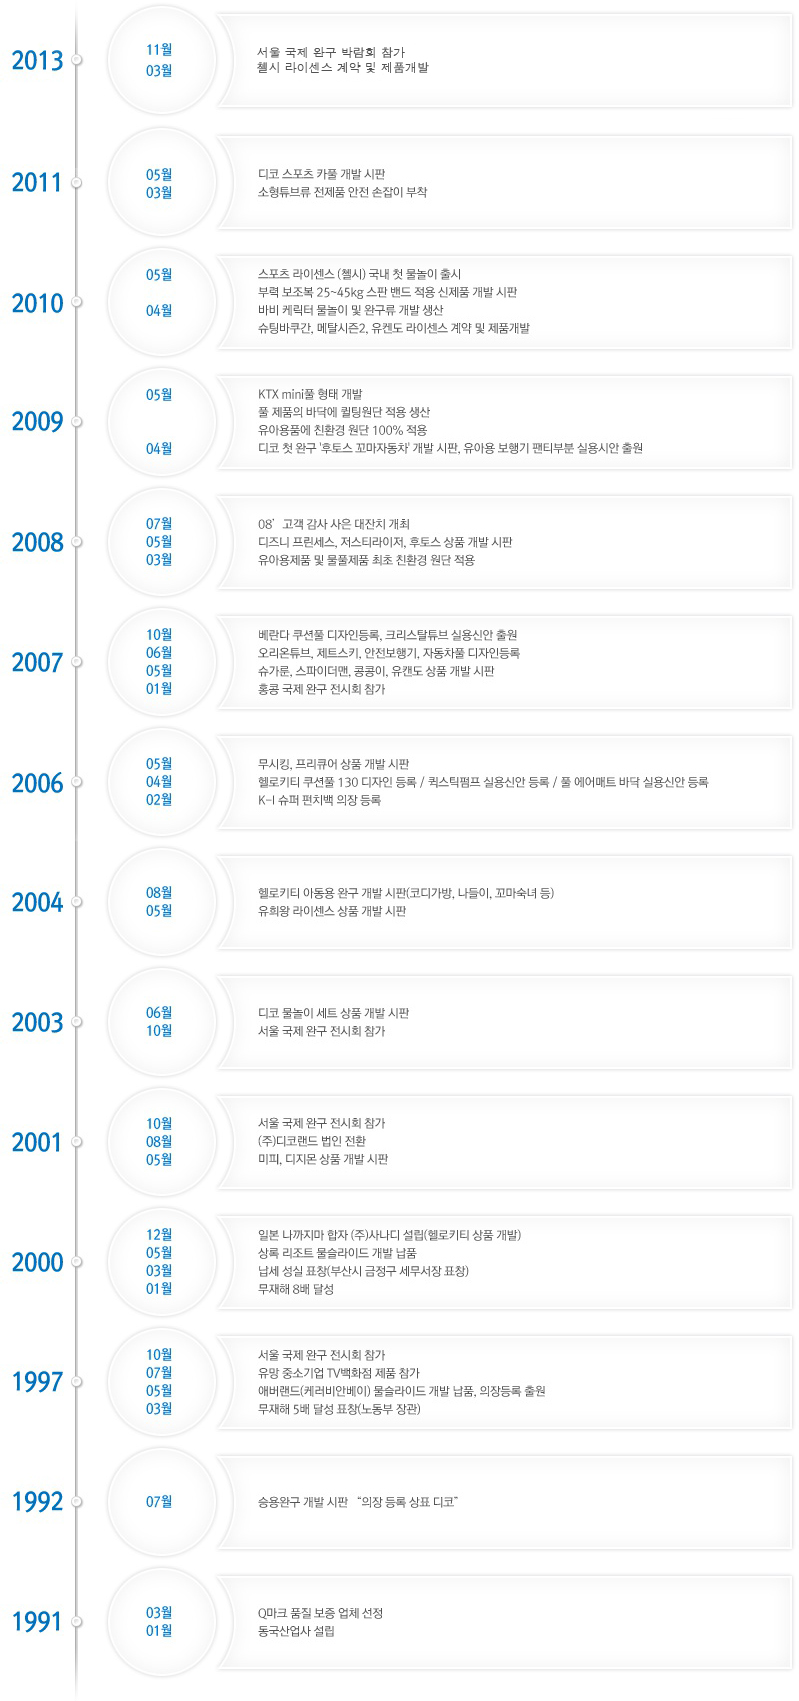 2013
11월 서울 국제 완구 박람회 참가
03월 첼시 라이센스 계약 및 제품개발
2011
05월 디코 스포츠 카풀 개발 시판
03월 소형튜브류 전제품 안전 손잡이 부착
2010
05월 스포츠 라이센스 (첼시) 국내 첫 물놀이 출시
부력 보조복 25~45kg 스판 밴드 적용 신제품 개발 시판
04월 바비 케릭터 물놀이 및 완구류 개발 생산
슈팅바쿠간, 메탈시즌2, 유켄도 라이센스 계약 및 제품개발
2009
05월 KTX mini풀 형태 개발
풀 제품의 바닥에 퀼팅원단 적용 생산
유아용품에 친환경 원단 100% 적용
04월 디코 첫 완구 '후토스 꼬마자동차' 개발 시판, 유아용 보행기 팬티부분 실용시안 출원
2008
07월 08’ 고객 감사 사은 대잔치 개최
05월 디즈니 프린세스, 저스티라이저, 후토스 상품 개발 시판
03월 유아용제품 및 물풀제품 최초 친환경 원단 적용
2007
10월 베란다 쿠션풀 디자인등록, 크리스탈튜브 실용신안 출원
06월 오리온튜브, 제트스키, 안전보행기, 자동차풀 디자인등록
05월 슈가룬, 스파이더맨, 콩콩이, 유캔도 상품 개발 시판
01월 홍콩 국제 완구 전시회 참가
2006
05월 무시킹, 프리큐어 상품 개발 시판
04월 헬로키티 쿠션풀 130 디자인 등록 / 퀵스틱펌프 실용신안 등록 / 풀 에어매트 바닥 실용신안 등록
02월 K-I 슈퍼 펀치백 의장 등록
2004
08월 헬로키티 아동용 완구 개발 시판(코디가방, 나들이, 꼬마숙녀 등)
05월 유희왕 라이센스 상품 개발 시판
2003
06월 디코 물놀이 세트 상품 개발 시판
10월 서울 국제 완구 전시회 참가
2001
10월 서울 국제 완구 전시회 참가
08월 (주)디코랜드 법인 전환
05월 미피, 디지몬 상품 개발 시판
2000
12월 일본 나까지마 합자 (주)사나디 설립(헬로키티 상품 개발)
05월 상록 리조트 물슬라이드 개발 납품
03월 납세 성실 표창(부산시 금정구 세무서장 표창)
01월 무재해 8배 달성
1997
10월 서울 국제 완구 전시회 참가
07월 유망 중소기업 TV백화점 제품 참가
05월 애버랜드(케러비안베이) 물슬라이드 개발 납품, 의장등록 출원
03월 무재해 5배 달성 표창(노동부 장관)
1992
07월 승용완구 개발 시판 “의장 등록 상표 디코”
1991
03월 Q마크 품질 보증 업체 선정
01월 동국산업사 설립